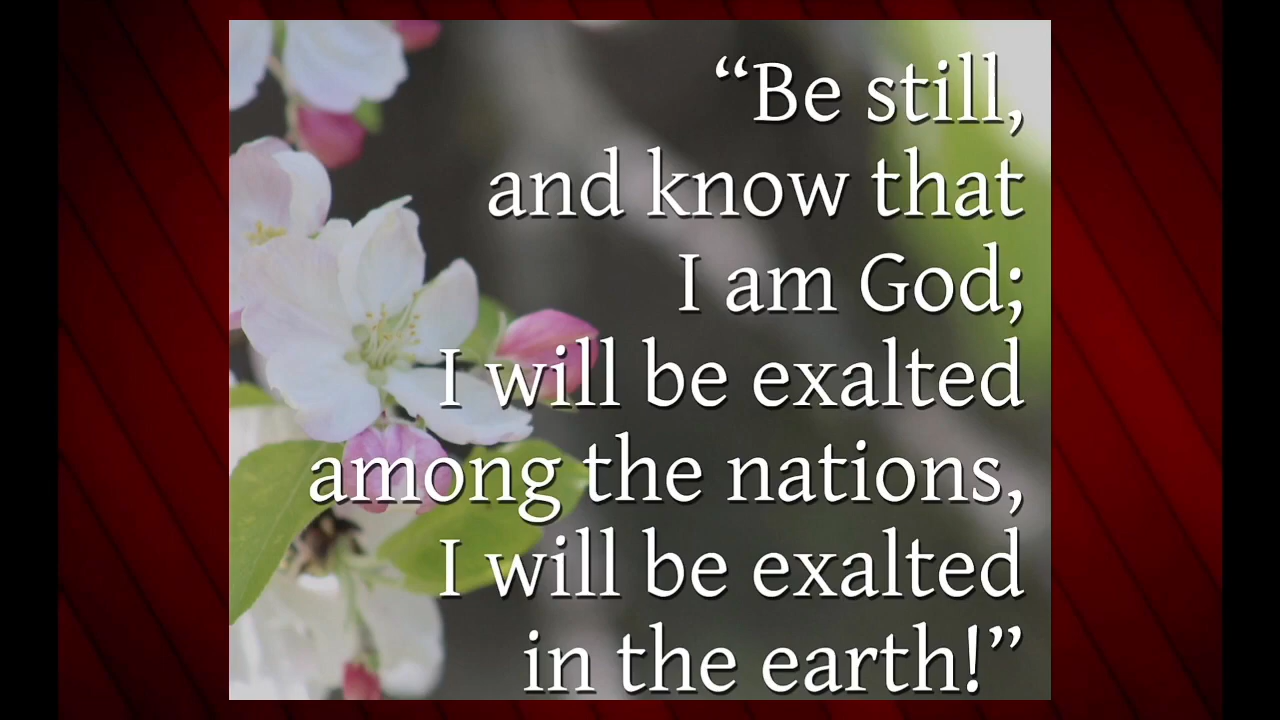 “Be still,
and know that
I am God;
I will be exalted
among the nations,
I will be exalted
in the earth!”